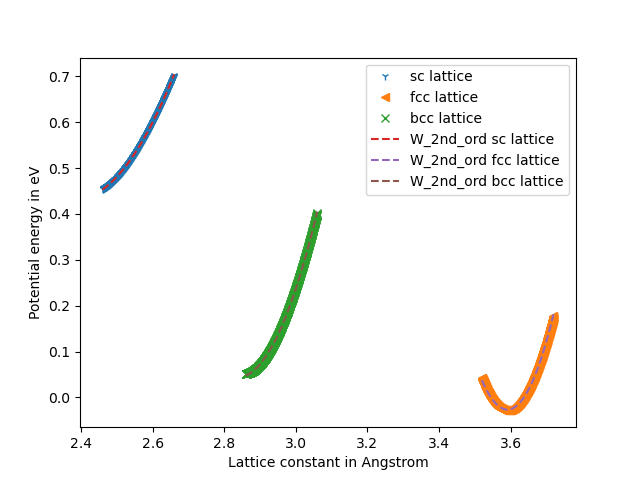 0.7
0.6
0.5
0.4
0.3
0.2
0.1
0.0
Potential energy in eV
sc lattice
fcc lattice
bcc lattice
W_2nd_ord sc lattice
W_2nd_ord fcc lattice
W_2nd_ord bcc lattice
2.4 2.6 2.8 3.0 3.2 3.4 3.6
Lattice constant in Angstrom